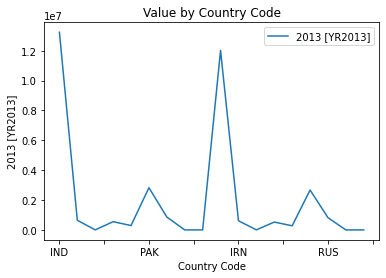 Value by Country Code
1e7
2013 [YR2013]
1.2
1.0
0.8
0.6
0.4
0.2
0.0
2013 [YR2013]
IND
PAK
IRN
RUS
Country Code